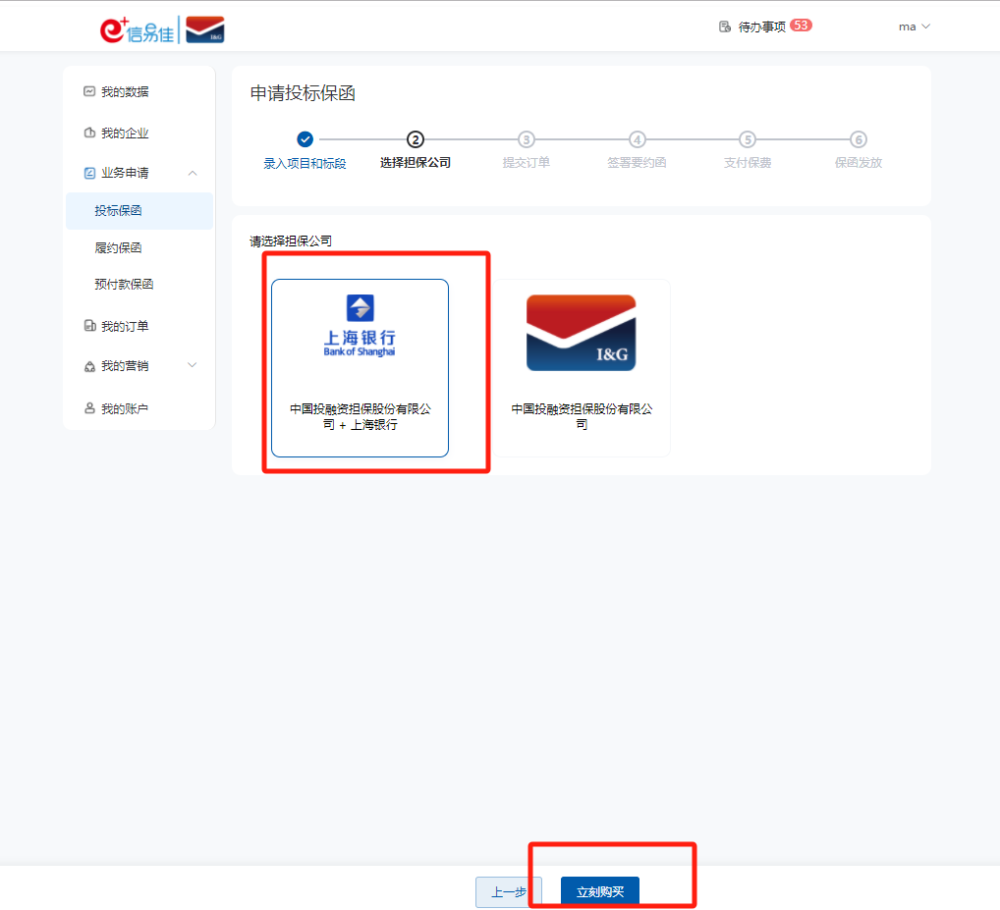 e+信易佳
I&G
待办事项 53
ma
我的数据
我的企业
业务申请
投标保函
履约保函
预付款保函
我的订单
我的营销
我的账户
申请投标保函
2 3 4 5 6
录入项目和标段 选择担保公司 提交订单 签署要约函 支付保费 保函发放
请选择担保公司
上海银行
Bank of Shanghai
中国投融资担保股份有限公
司 + 上海银行
I&G
中国投融资担保股份有限公
司
上一步 立刻购买